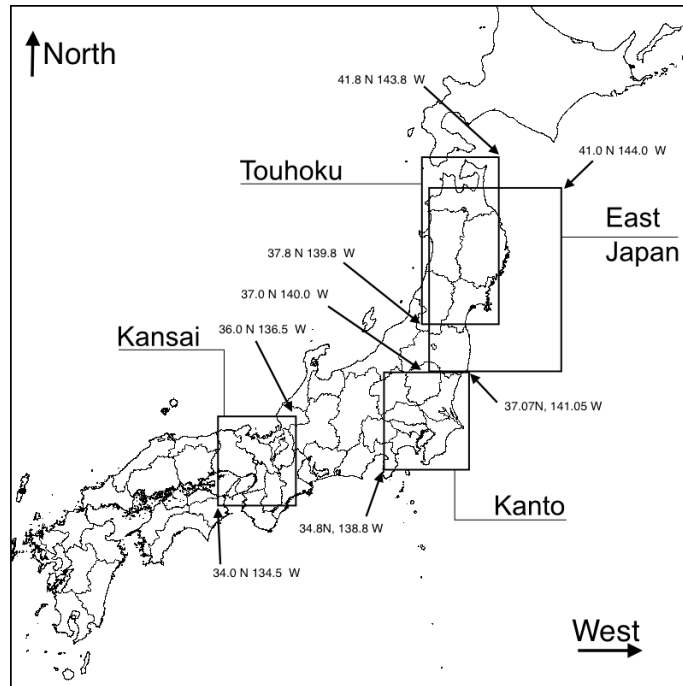 North
41.8 N 143.8 W
41.0 N 144.0 W
Touhoku
East
Japan
37.8 N 139.8 W
37.0 N 140.0 W
36.0 N 136.5 W
Kansai
37.07N, 141.05 W
Kanto
34.8N, 138.8 W
34.0 N 134.5 W
West